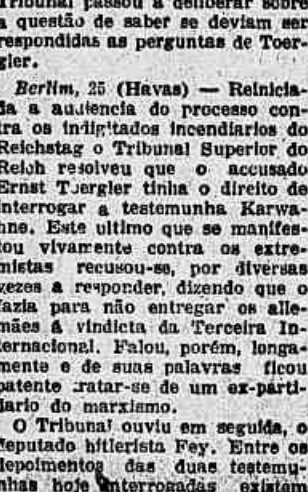 Tribunal passou a deliberar sobre
a questão de saber se deviam ser
respondidas as perguntas de Toer-
gler.
Berlim, 25 (Havas) — Reinicia-
da a audiencia do processo con-
tra os indigitados incendiarios do
Reichstag o Tribunal Superior do
Reich resolveu que o accusado
Ernst Toergler tinha o direito de
interrogar a testemunha Karwa-
hne. Este ultimo que se manifes-
tou vivamente contra os extre-
mistas recusou-se, por diversas
vezes a responder, dizendo que o
fazia para não entregar os alle-
mães á vindicta da Terceira In-
ternacional. Falou, porém, longa-
mente e de suas palavras ficou
patente tratar-se de um ex-parti-
dario do marxismo.
O Tribunal ouviu em seguida, o
deputado hitlerista Fey. Entre os
depoimentos das duas testemu-
nhas hoje interrogadas existem